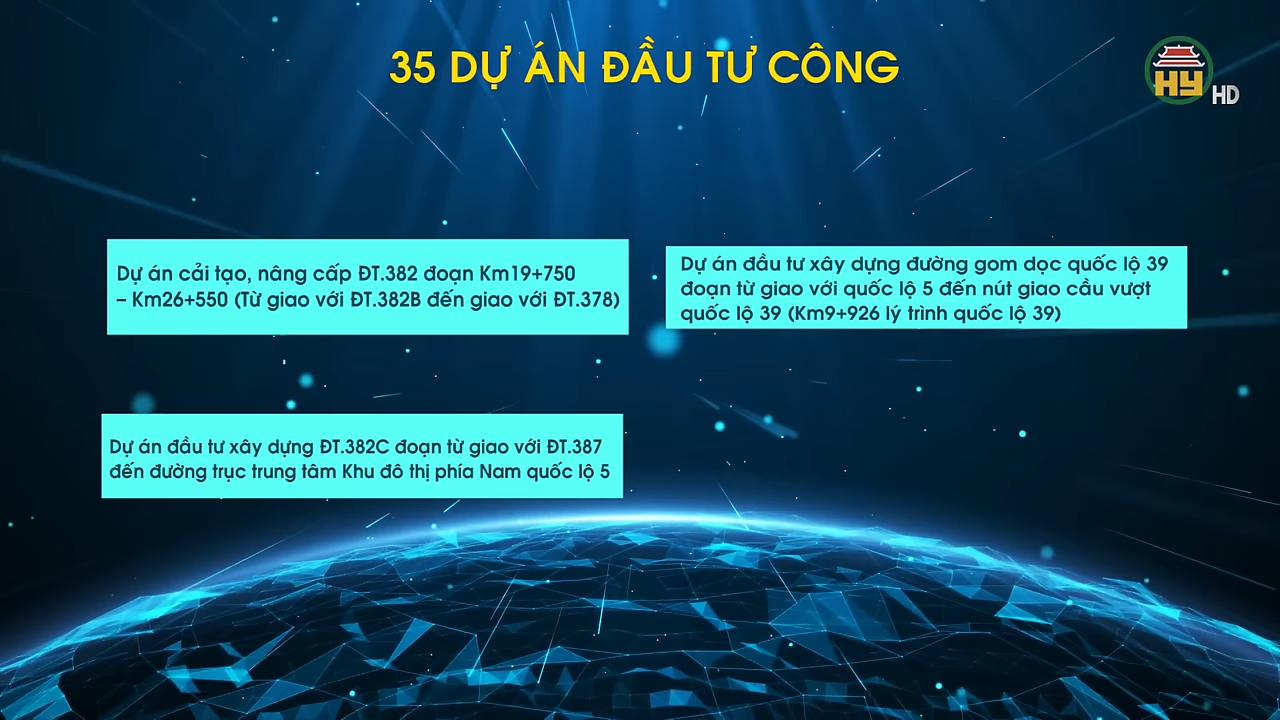 35 DỰ ÁN ĐẦU TƯ CÔNG
HY
HD
Dự án cải tạo, nâng cấp ĐT.382 đoạn Km19+750
– Km26+550 (Từ giao với ĐT.382B đến giao với ĐT.378)
Dự án đầu tư xây dựng đường gom dọc quốc lộ 39
đoạn từ giao với quốc lộ 5 đến nút giao cầu vượt
quốc lộ 39 (Km9+926 lý trình quốc lộ 39)
Dự án đầu tư xây dựng ĐT.382C đoạn từ giao với ĐT.387
đến đường trục trung tâm Khu đô thị phía Nam quốc lộ 5